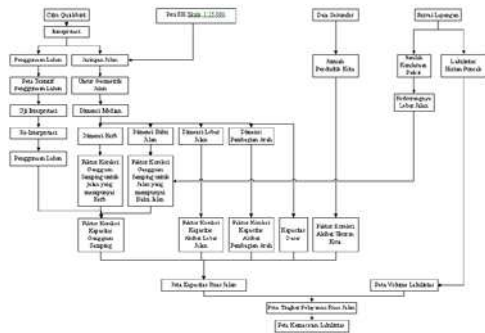 Citra Quickbird
Peta RBI Skala 1:25.000
Data Sekunder
Survei Lapangan
Interpretasi
Penggunaan Lahan
Jaringan Jalan
Jumlah
Penduduk Kota
Jumlah
Kendaraan
Parkir
Lalulintas
Harian
Peta Tentatif
Penggunaan Lahan
Unsur Geometrik
Jalan
Berkurangnya
Lebar Jalan
Uji Interpretasi
Dimensi Median
Re-Interpretasi
Dimensi Kerb
Dimensi Bahu
Jalan
Dimensi Lebar
Jalan
Dimensi
Pembagian Arah
Penggunaan Lahan
Faktor Koreksi
Gangguan
Samping untuk
Jalan yang
mempunyai
Kerb
Faktor Koreksi
Gangguan
Samping untuk
Jalan yang
mempunyai
Bahu Jalan
Faktor Koreksi
Kapasitas
Gangguan
Samping
Faktor Koreksi
Kapasitas
Akibat Lebar
Jalan
Faktor Koreksi
Kapasitas
Akibat
Pembagian Arah
Kapasitas
Dasar
Faktor Koreksi
Akibat Ukuran
Kota
Peta Kapasitas Ruas Jalan
Peta Volume Lalulintas
Peta Tingkat Pelayanan Ruas Jalan
Peta Kemacetan Lalulintas